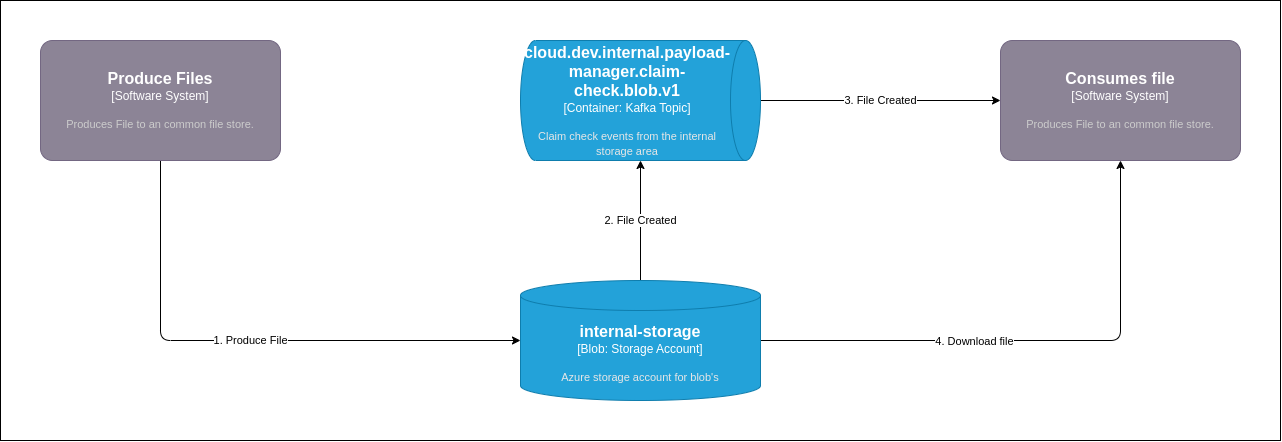 Produce Files
[Software System]
Produces File to an common file store.
cloud.dev.internal.payload-
manager.claim-
check.blob.v1
[Container: Kafka Topic]
Claim check events from the internal
storage area
3. File Created
Consumes file
[Software System]
Produces File to an common file store.
2. File Created
1. Produce File
internal-storage
[Blob: Storage Account]
Azure storage account for blob's
4. Download file